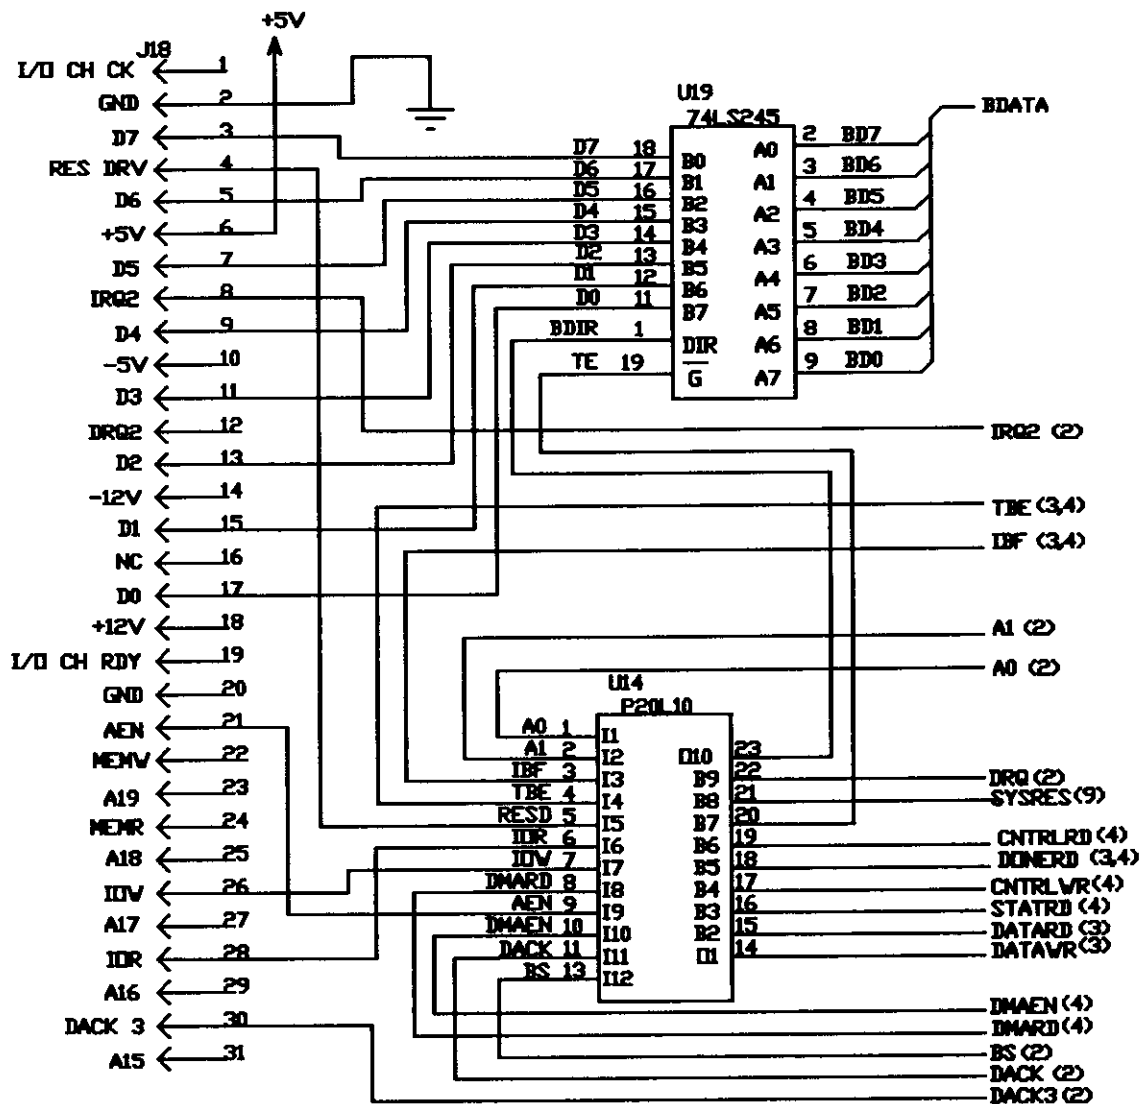 +5V
J18
I/O CH CK 1
GND 2
D7 3
RES DRV 4
D6 5
+5V 6
D5 7
IRQ2 8
D4 9
-5V 10
D3 11
DRQ2 12
D2 13
-12V 14
D1 15
NC 16
D0 17
+12V 18
I/O CH RDY 19
GND 20
AEN 21
MEMW 22
A19 23
MEMR 24
A18 25
IOW 26
A17 27
IOR 28
A16 29
DACK 3 30
A15 31
U19
74LS245
D7 18 B0
D6 17 B1
D5 16 B2
D4 15 B3
D3 14 B4
D2 13 B5
D1 12 B6
D0 11 B7
BDIR 1 DIR
TE 19 G
A0 2 BD7
A1 3 BD6
A2 4 BD5
A3 5 BD4
A4 6 BD3
A5 7 BD2
A6 8 BD1
A7 9 BD0
BDATA
IRQ2 (2)
TBE (3,4)
IBF (3,4)
A1 (2)
A0 (2)
U14
P20L10
A0 1 I1
A1 2 I2
IBF 3 I3
TBE 4 I4
RESD 5 I5
IOR 6 I6
IOW 7 I7
DMARD 8 I8
AEN 9 I9
DMAEN 10 I10
DACK 11 I11
BS 13 I12
O10 23
B9 22 DRQ (2)
B8 21 SYSRES(9)
B7 20
B6 19 CNTRLRD (4)
B5 18 DONERD (3,4)
B4 17 CNTRLWR(4)
B3 16 STATRD (4)
B2 15 DATARD (3)
O1 14 DATAWR(3)
DMAEN (4)
DMARD(4)
BS (2)
DACK (2)
DACK3 (2)